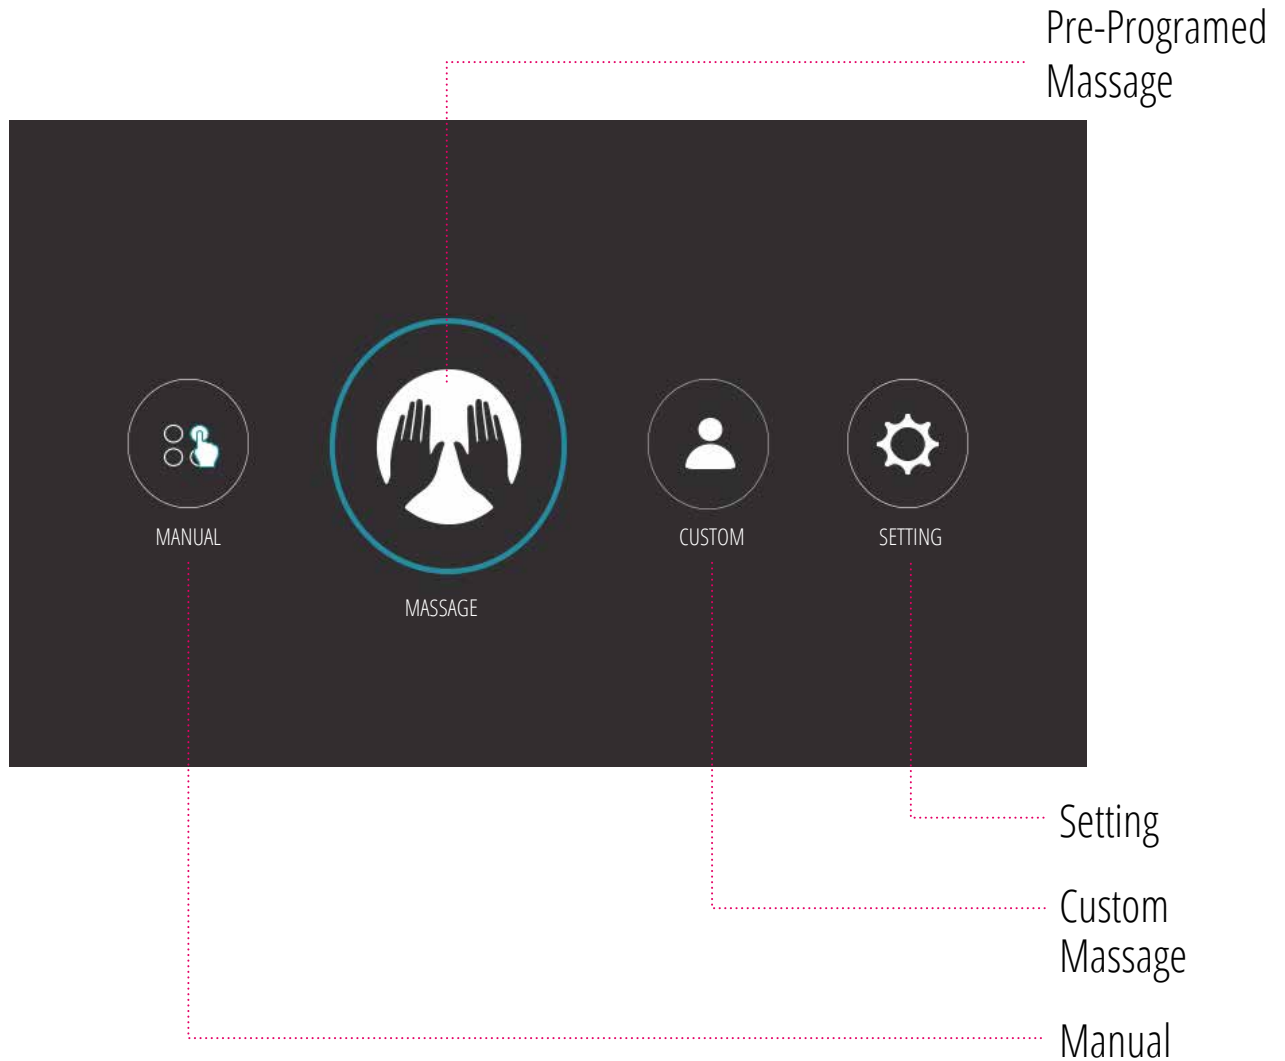 Pre-Programed
Massage
MANUAL
CUSTOM
SETTING
MASSAGE
Setting
Custom
Massage
Manual